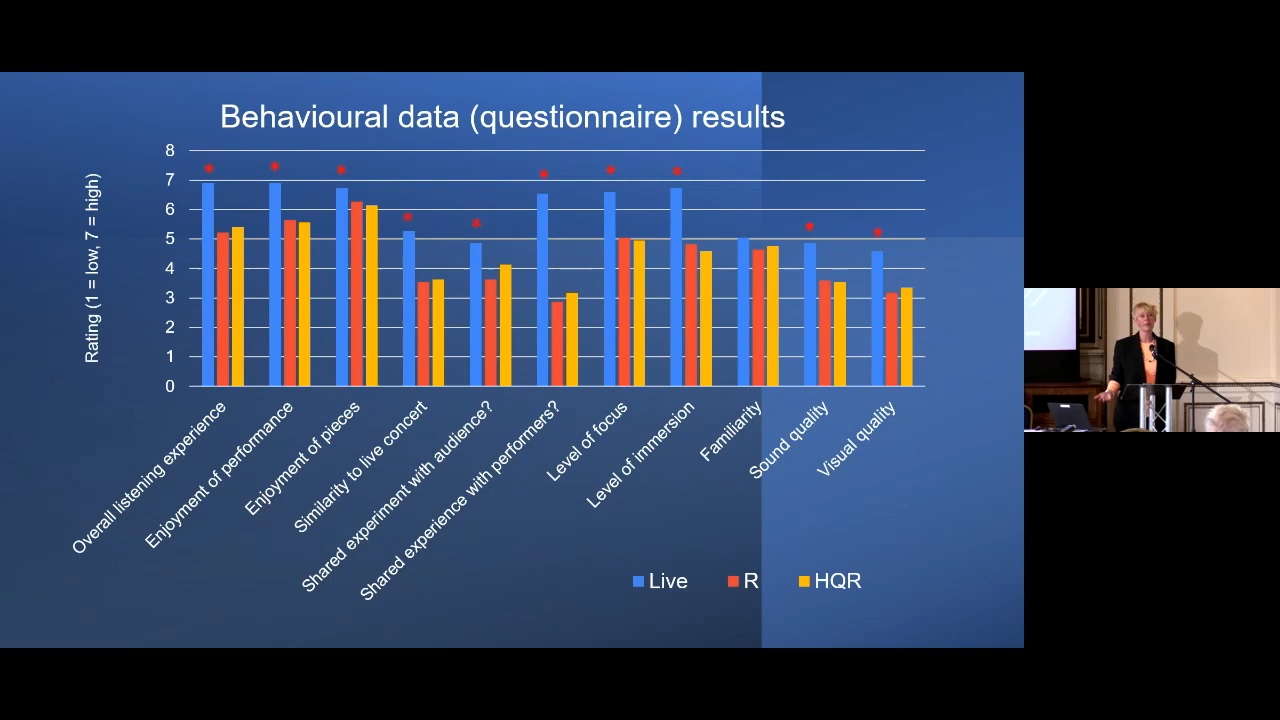 Behavioural data (questionnaire) results
Rating (1 = low, 7 = high)
8
7
6
5
4
3
2
1
0
Overall listening experience
Enjoyment of performance
Enjoyment of pieces
Similarity to live concert
Shared experiment with audience?
Shared experience with performers?
Level of focus
Level of immersion
Familiarity
Sound quality
Visual quality
Live R HQR